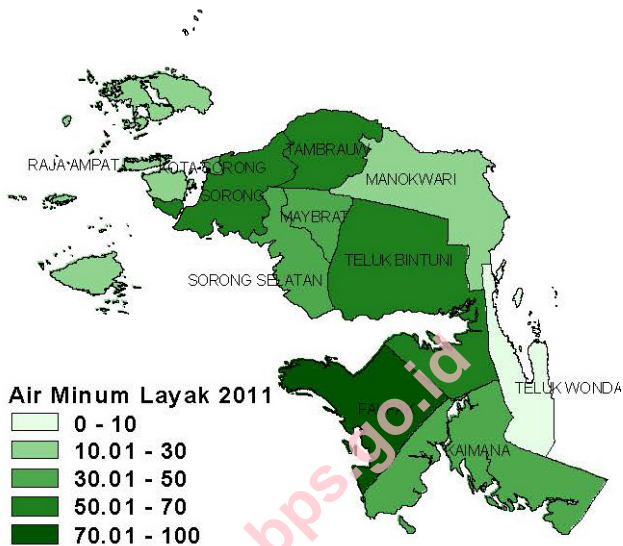 TAMBRAUW
RAJA AMPAT
KOTA SORONG
MANOKWARI
SORONG
MAYBRAT
TELUK BINTUNI
SORONG SELATAN
TELUK WONDA
KAIMANA
Air Minum Layak 2011
0 - 10
10.01 - 30
30.01 - 50
50.01 - 70
70.01 - 100
bps.go.id